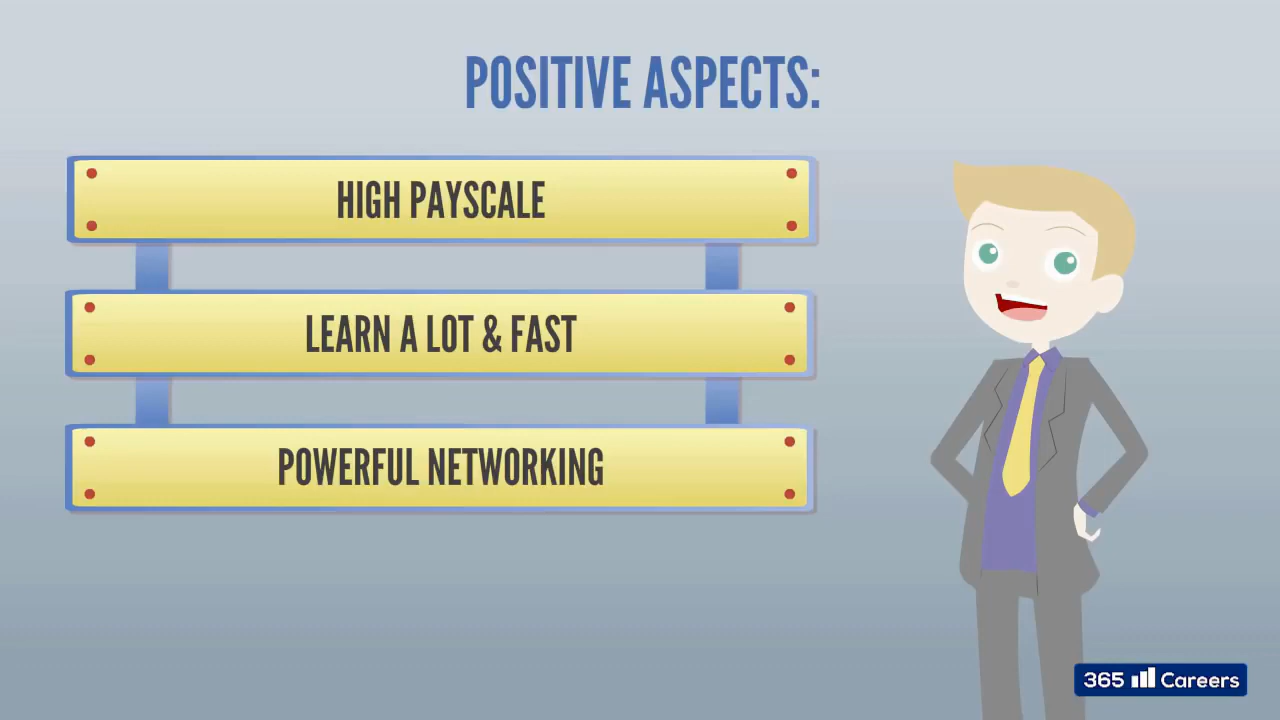 POSITIVE ASPECTS:
HIGH PAYSCALE
LEARN A LOT & FAST
POWERFUL NETWORKING
365 Careers